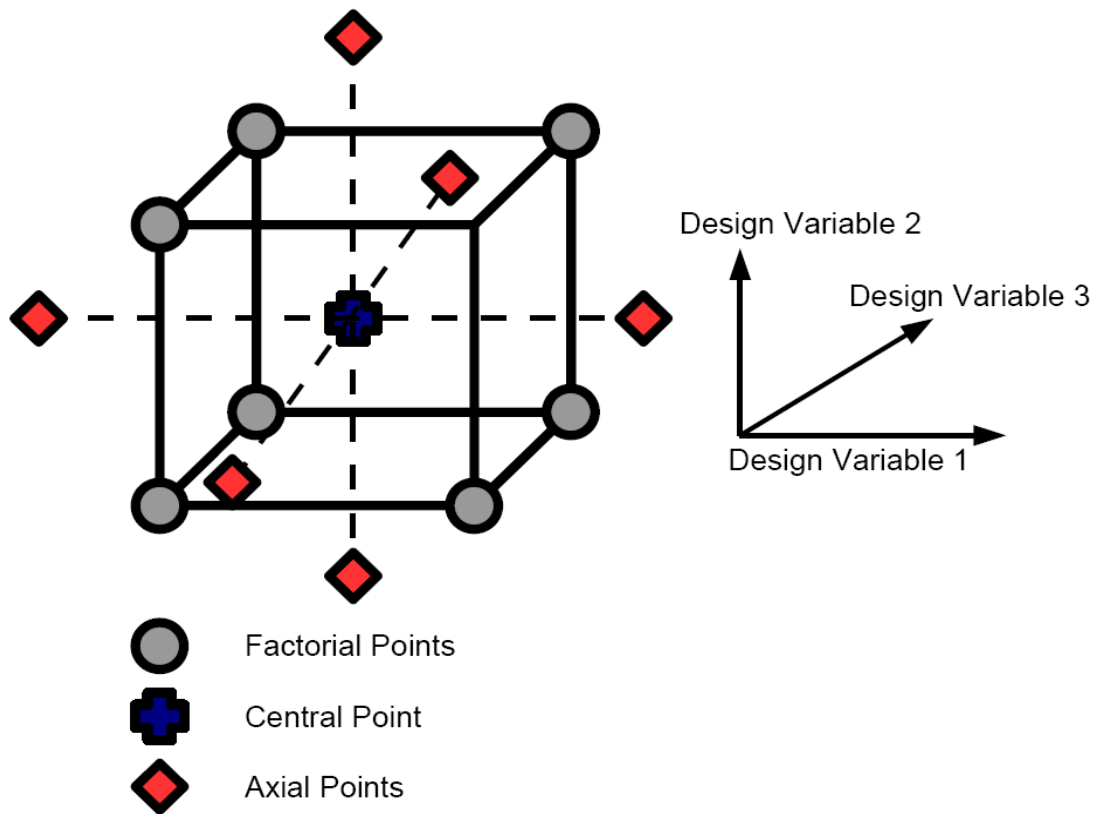 Design Variable 2
Design Variable 3
Design Variable 1
Factorial Points
Central Point
Axial Points